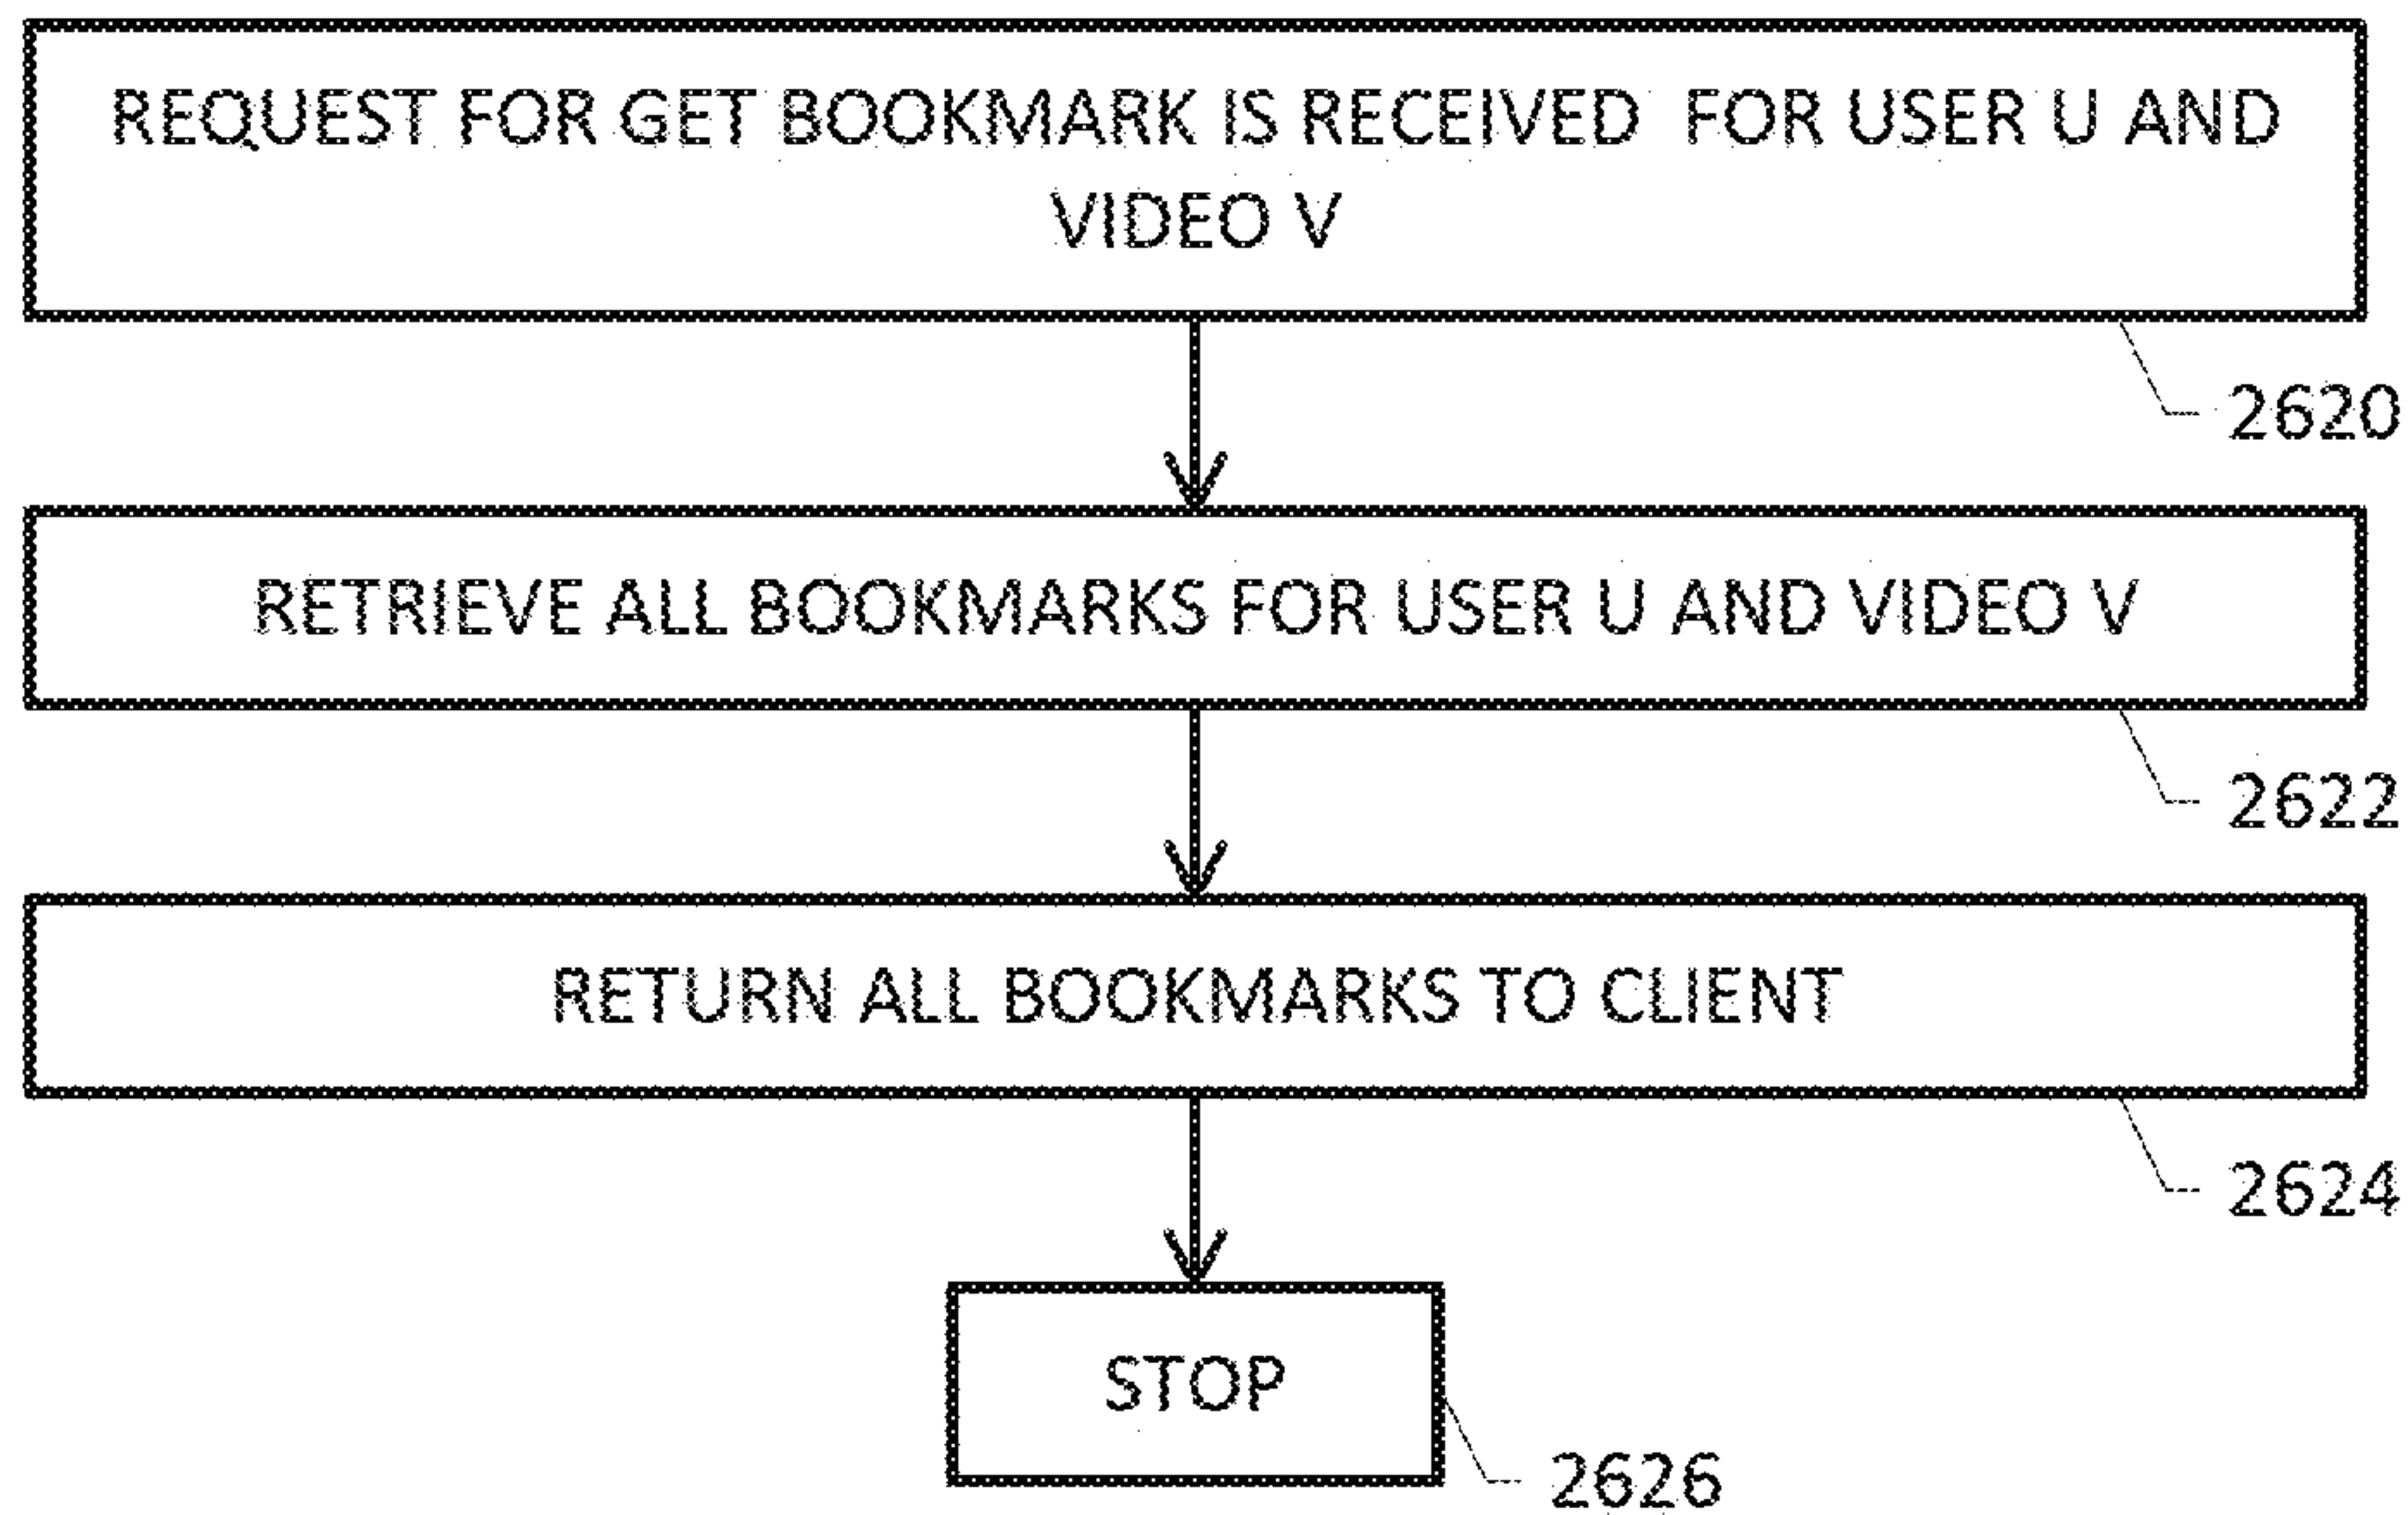 REQUEST FOR GET BOOKMARK IS RECEIVED FOR USER U AND
VIDEO V
2620
RETRIEVE ALL BOOKMARKS FOR USER U AND VIDEO V
2622
RETURN ALL BOOKMARKS TO CLIENT
2624
STOP
2626